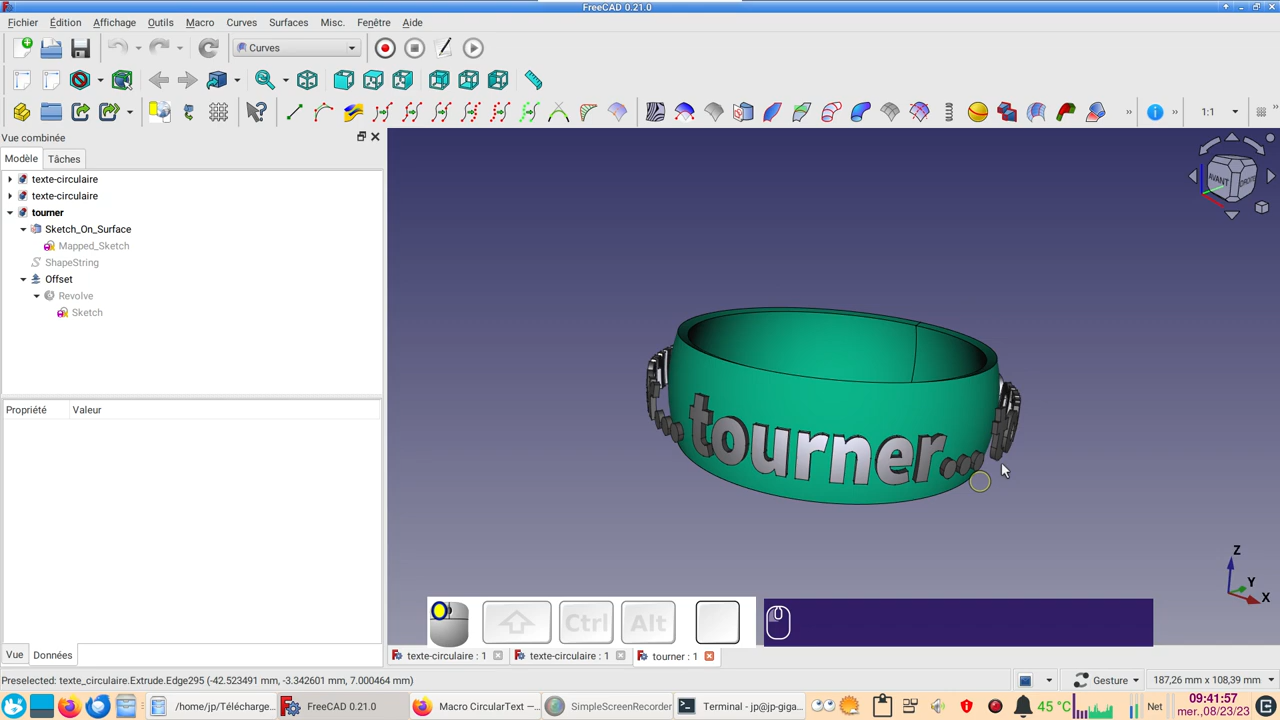 FreeCAD 0.21.0
Fichier Édition Affichage Outils Macro Curves Surfaces Misc. Fenêtre Aide
Curves
1:1
Vue combinée
Modèle Tâches
texte-circulaire
texte-circulaire
tourner
Sketch_On_Surface
Mapped_Sketch
ShapeString
Offset
Revolve
Sketch
Propriété Valeur
AVANT
...tourner...
Z
Y
X
Ctrl Alt
Vue Données
texte-circulaire : 1 texte-circulaire : 1 tourner : 1
Preselected: texte_circulaire.Extrude.Edge295 (-42.523491 mm, -3.342601 mm, 7.000464 mm)
Gesture 187,26 mm x 108,39 mm
/home/jp/Télécharge... FreeCAD 0.21.0 Macro CircularText —... SimpleScreenRecorder Terminal - jp@jp-giga... 45 °C Net 09:41:57
mer., 08/23/23